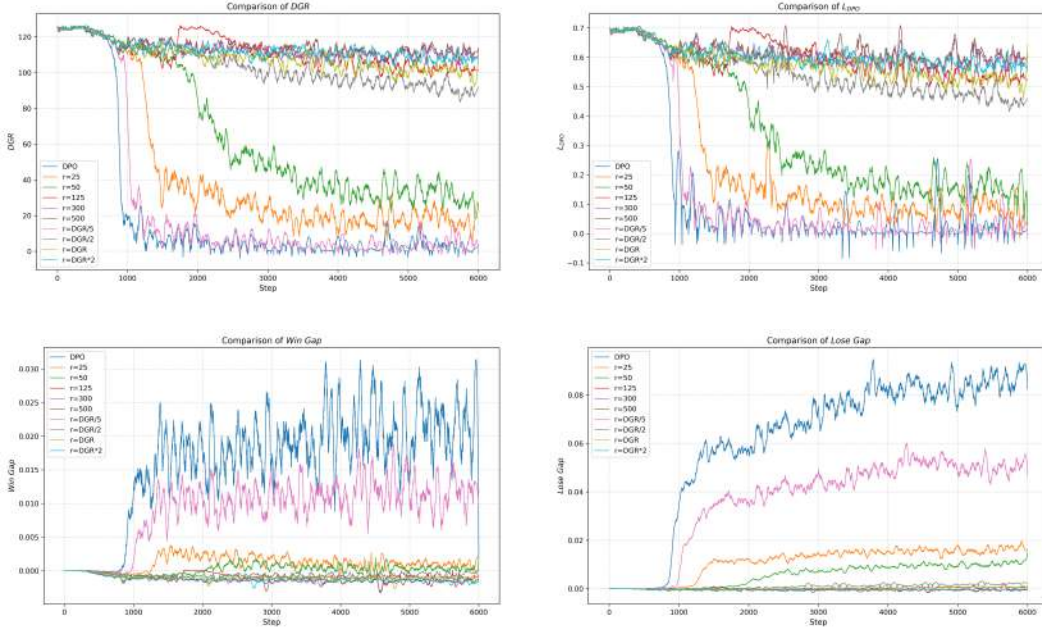 Comparison of DGR
120
100
80
60
40
20
0
DGR
DPO
r=25
r=50
r=125
r=300
r=500
r=DGR/5
r=DGR/2
r=DGR
r=DGR*2
0 1000 2000 3000 4000 5000 6000
Step
Comparison of L_DPO
0.7
0.6
0.5
0.4
0.3
0.2
0.1
0.0
−0.1
L_DPO
DPO
r=25
r=50
r=125
r=300
r=500
r=DGR/5
r=DGR/2
r=DGR
r=DGR*2
0 1000 2000 3000 4000 5000 6000
Step
Comparison of Win Gap
0.030
0.025
0.020
0.015
0.010
0.005
0.000
Win Gap
DPO
r=25
r=50
r=125
r=300
r=500
r=DGR/5
r=DGR/2
r=DGR
r=DGR*2
0 1000 2000 3000 4000 5000 6000
Step
Comparison of Lose Gap
0.08
0.06
0.04
0.02
0.00
Lose Gap
DPO
r=25
r=50
r=125
r=300
r=500
r=DGR/5
r=DGR/2
r=DGR
r=DGR*2
0 1000 2000 3000 4000 5000 6000
Step